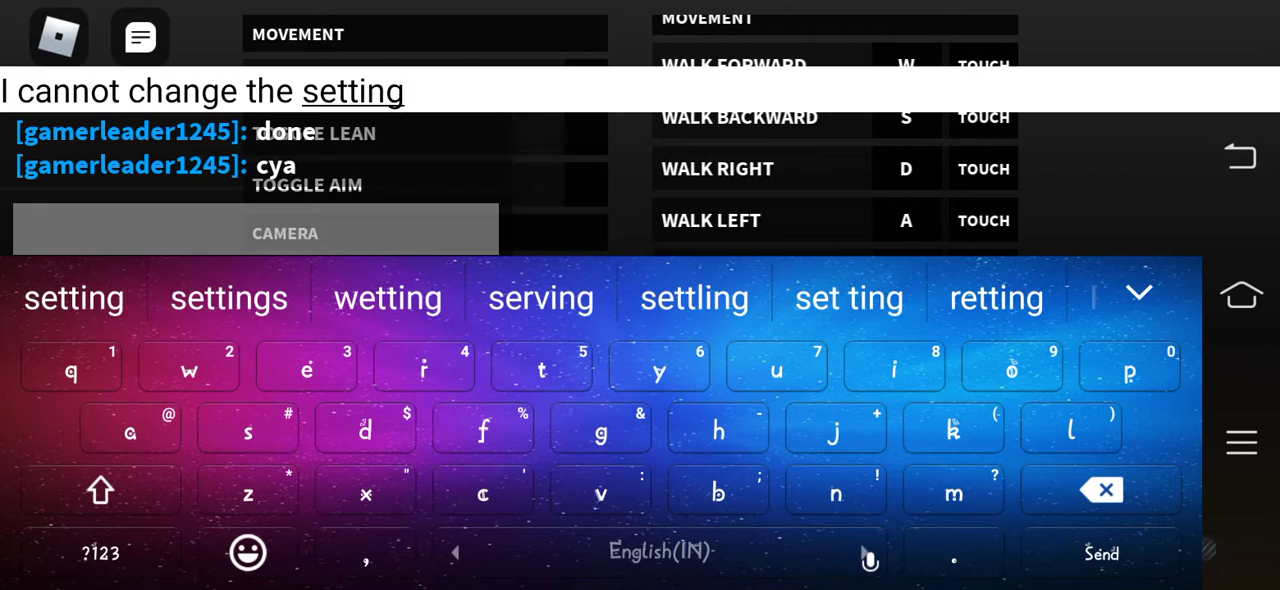 MOVEMENT
MOVEMENT
WALK FORWARD W TOUCH
I cannot change the setting
[gamerleader1245]: done
TOGGLE LEAN
WALK BACKWARD S TOUCH
[gamerleader1245]: cya
TOGGLE AIM
WALK RIGHT D TOUCH
CAMERA
WALK LEFT A TOUCH
setting settings wetting serving settling set ting retting
1 2 3 4 5 6 7 8 9 0
q w e r t y u i o p
@ # $ % & - + ( )
a s d f g h j k l
* " ' : ; ! ?
z x c v b n m
?123 , English(IN) . Send